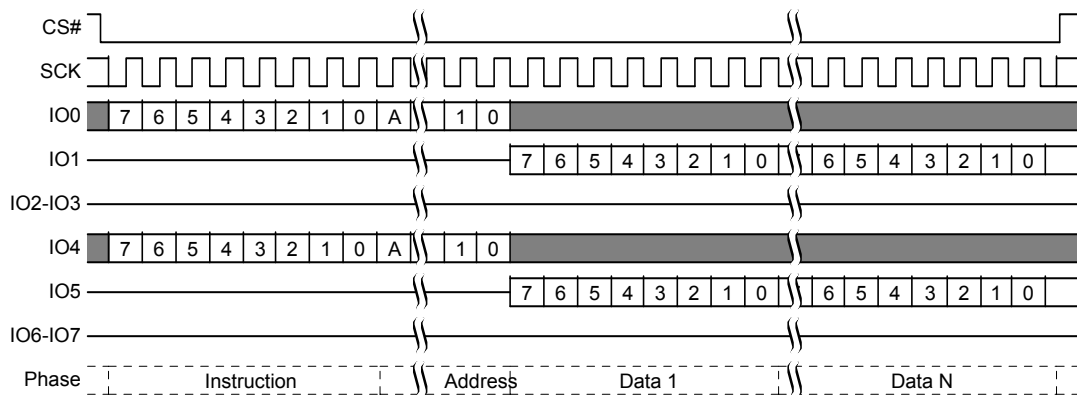 CS#
SCK
IO0 7 6 5 4 3 2 1 0 A 1 0
IO1 7 6 5 4 3 2 1 0 6 5 4 3 2 1 0
IO2-IO3
IO4 7 6 5 4 3 2 1 0 A 1 0
IO5 7 6 5 4 3 2 1 0 6 5 4 3 2 1 0
IO6-IO7
Phase Instruction Address Data 1 Data N